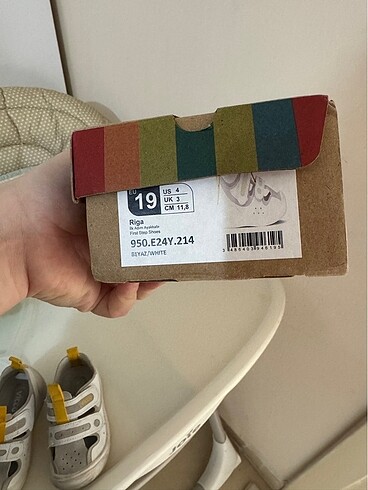 EU
19
US 4
UK 3
CM 11,8
Riga
İlk Adım Ayakkabı
First Step Shoes
950.E24Y.214
BEYAZ/WHITE